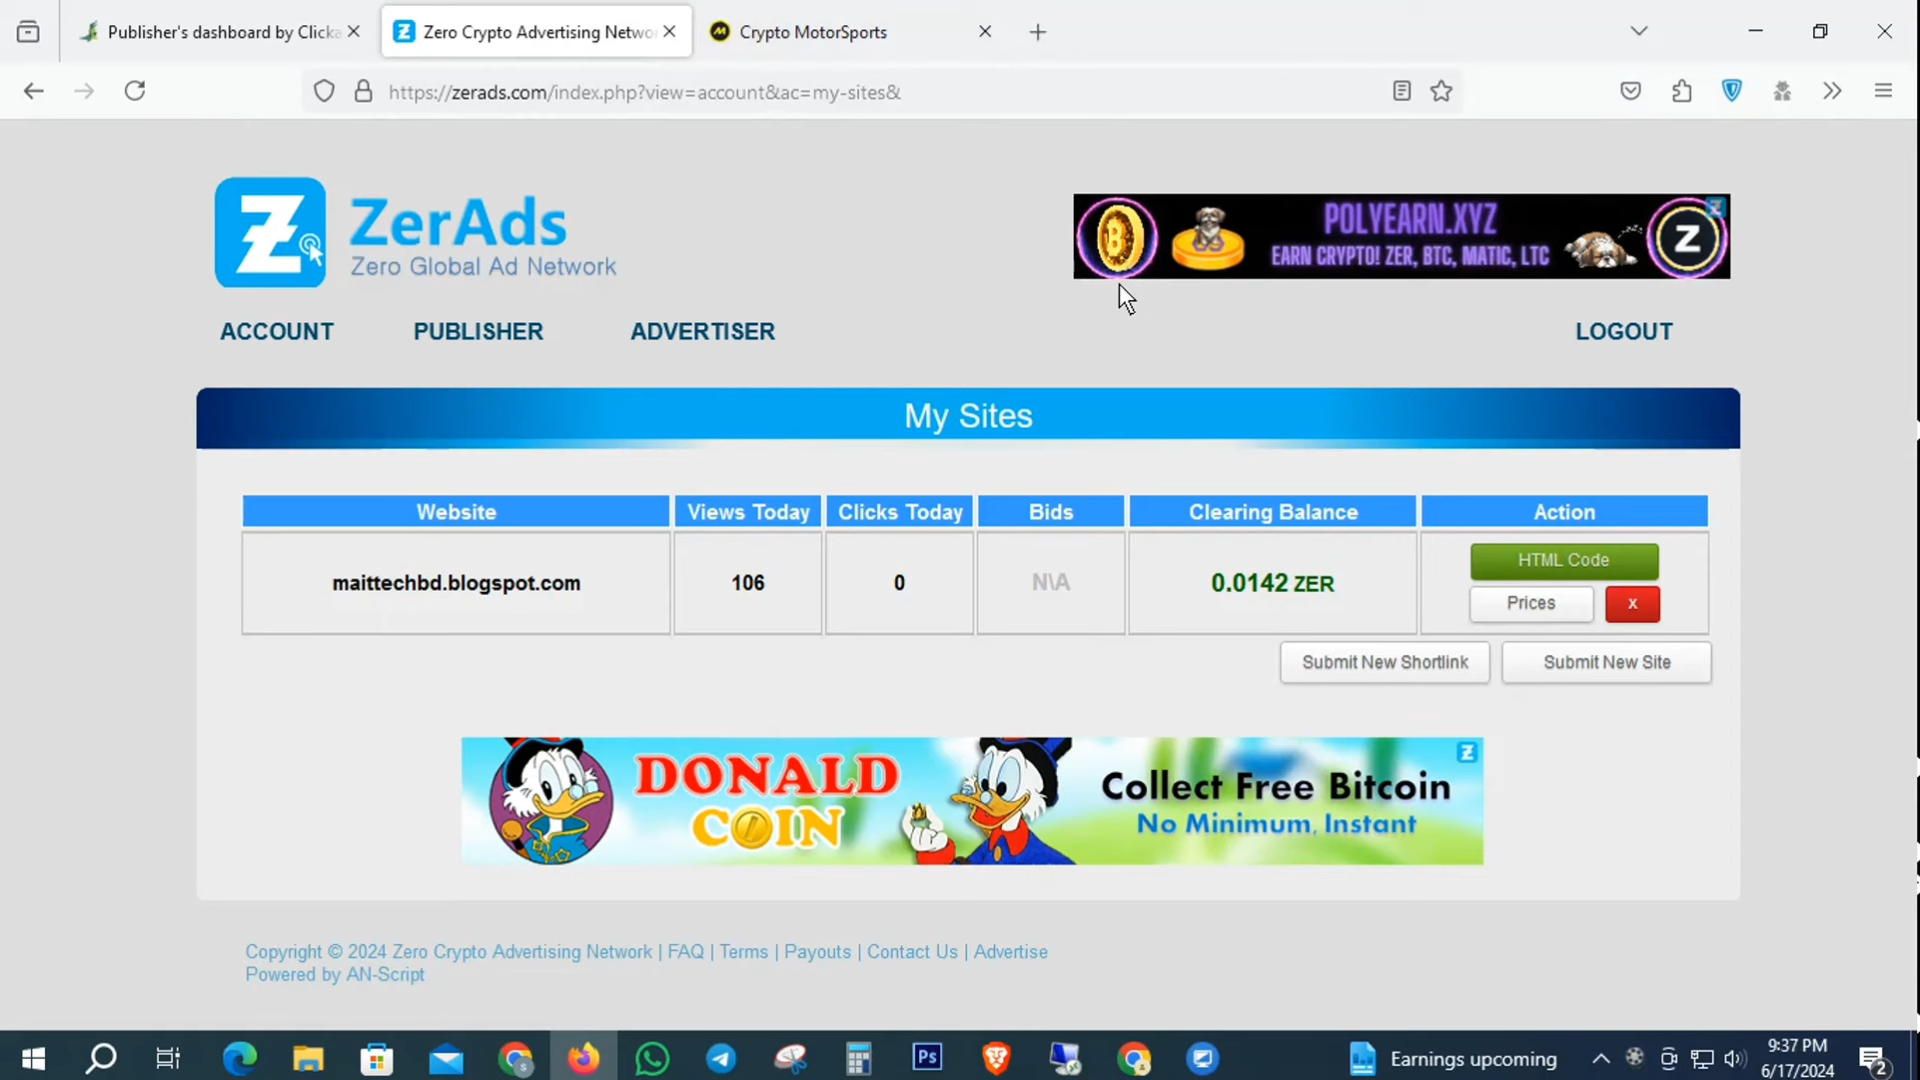 Publisher's dashboard by Clicka
Zero Crypto Advertising Netwo
Crypto MotorSports
https://zerads.com/index.php?view=account&ac=my-sites&
ZerAds
Zero Global Ad Network
POLYEARN.XYZ
EARN CRYPTO! ZER, BTC, MATIC, LTC
ACCOUNT
PUBLISHER
ADVERTISER
LOGOUT
My Sites
Website Views Today Clicks Today Bids Clearing Balance Action
maittechbd.blogspot.com 106 0 N\A 0.0142 ZER
HTML Code
Prices x
Submit New Shortlink Submit New Site
DONALD
COIN
Collect Free Bitcoin
No Minimum, Instant
Copyright © 2024 Zero Crypto Advertising Network | FAQ | Terms | Payouts | Contact Us | Advertise
Powered by AN-Script
Ps
Earnings upcoming
9:37 PM
6/17/2024
2